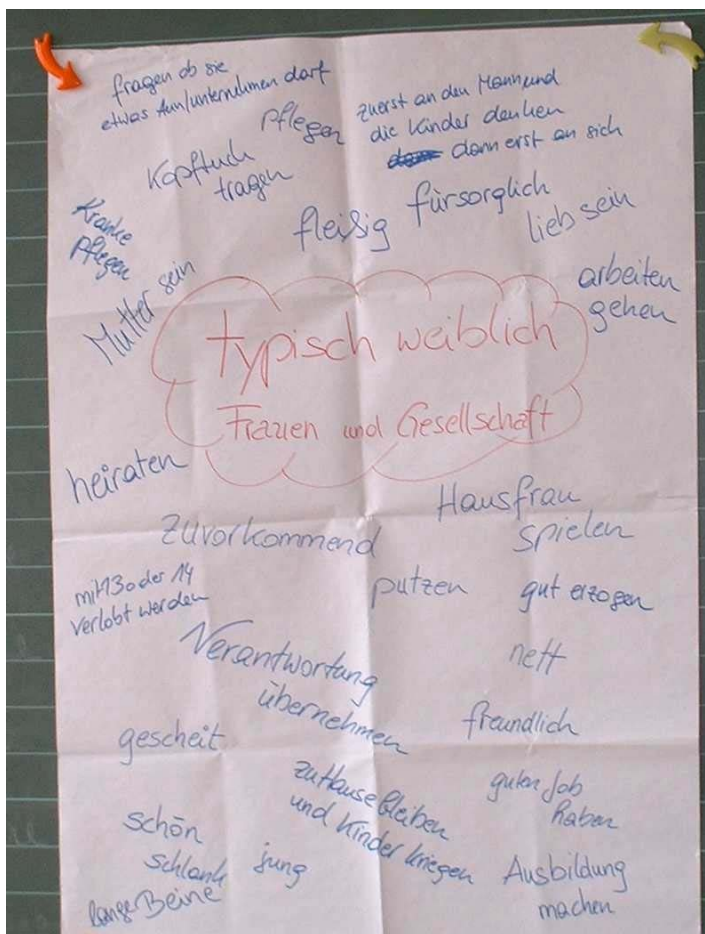 fragen ob sie
etwas tun/unternehmen darf
pflegen
zuerst an den Mann und
die Kinder denken
dann erst an sich
Kopftuch
tragen
Kranke
pflegen
fleißig
fürsorglich
lieb sein
Mutter sein
arbeiten
gehen
typisch weiblich
Frauen und Gesellschaft
heiraten
Hausfrau
spielen
zuvorkommend
mit 13 oder 14
verlobt werden
putzen
gut erzogen
Verantwortung
übernehmen
nett
gescheit
freundlich
zu Hause bleiben
und Kinder kriegen
guten Job
haben
schön
schlank
jung
lange Beine
Ausbildung
machen